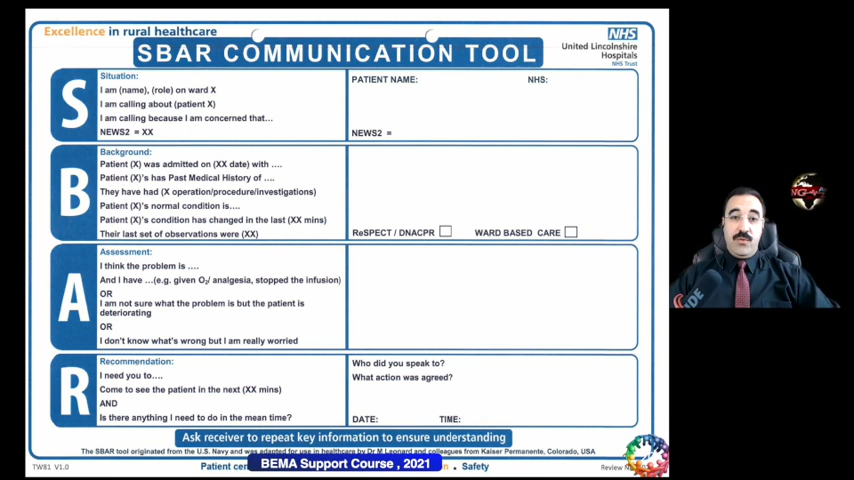 Excellence in rural healthcare
NHS
United Lincolnshire
Hospitals
NHS Trust
SBAR COMMUNICATION TOOL
S
Situation:
I am (name), (role) on ward X
I am calling about (patient X)
I am calling because I am concerned that...
NEWS2 = XX
PATIENT NAME:
NHS:
NEWS2 =
B
Background:
Patient (X) was admitted on (XX date) with ....
Patient (X)'s has Past Medical History of ....
They have had (X operation/procedure/investigations)
Patient (X)'s normal condition is....
Patient (X)'s condition has changed in the last (XX mins)
Their last set of observations were (XX)
ReSPECT / DNACPR
WARD BASED CARE
A
Assessment:
I think the problem is ....
And I have ...(e.g. given O₂/ analgesia, stopped the infusion)
OR
I am not sure what the problem is but the patient is
deteriorating
OR
I don't know what's wrong but I am really worried
R
Recommendation:
I need you to....
Come to see the patient in the next (XX mins)
AND
Is there anything I need to do in the mean time?
Who did you speak to?
What action was agreed?
DATE:
TIME:
Ask receiver to repeat key information to ensure understanding
The SBAR tool originated from the U.S. Navy and was adapted for use in healthcare by Dr M Leonard and colleagues from Kaiser Permanente, Colorado, USA
TW81 V1.0
Patient
. Safety
Review
BEMA Support Course , 2021